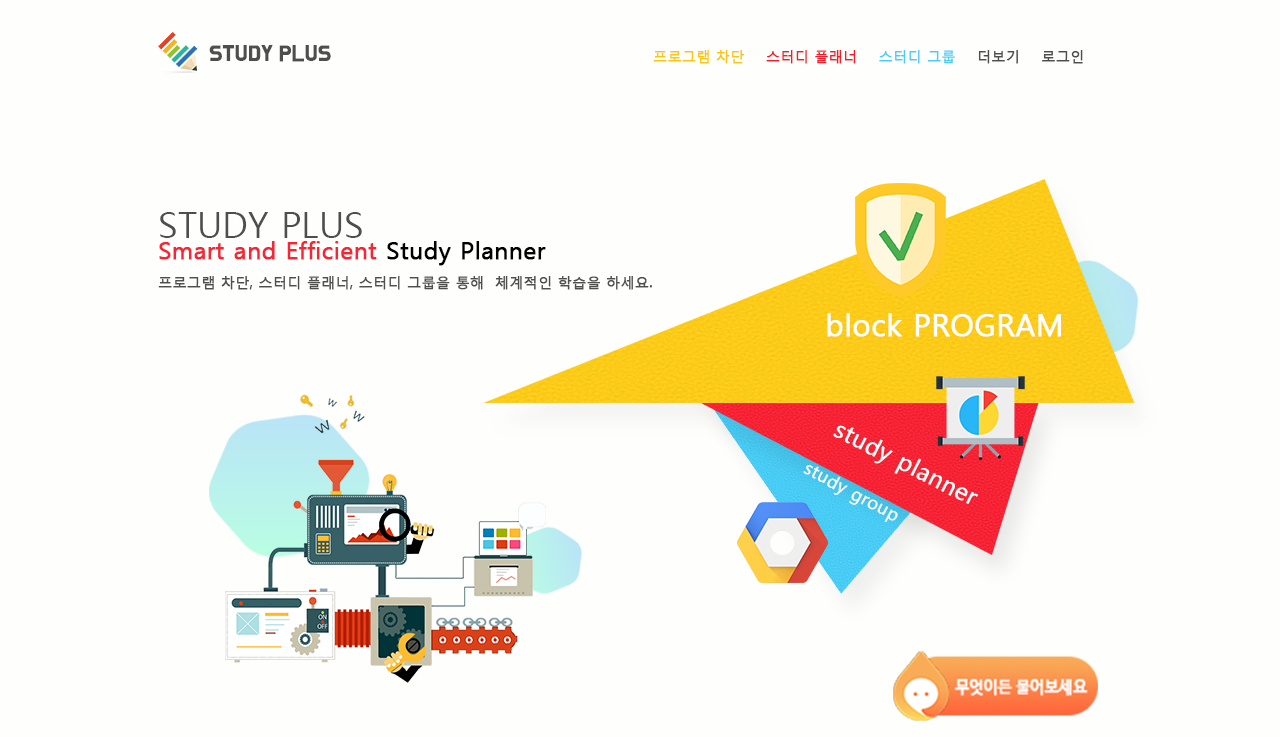 STUDY PLUS
프로그램 차단 스터디 플래너 스터디 그룹 더보기 로그인
STUDY PLUS
Smart and Efficient Study Planner
프로그램 차단, 스터디 플래너, 스터디 그룹을 통해 체계적인 학습을 하세요.
block PROGRAM
study planner
study group
W
W
W
ON
OFF
무엇이든 물어보세요